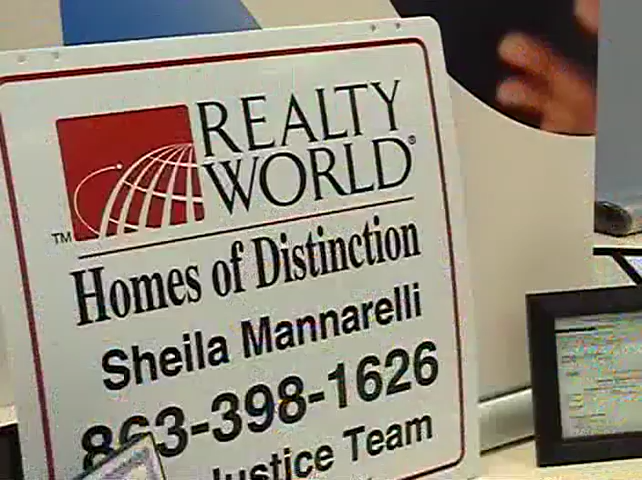 REALTY
WORLD®
TM
Homes of Distinction
Sheila Mannarelli
863-398-1626
Justice Team